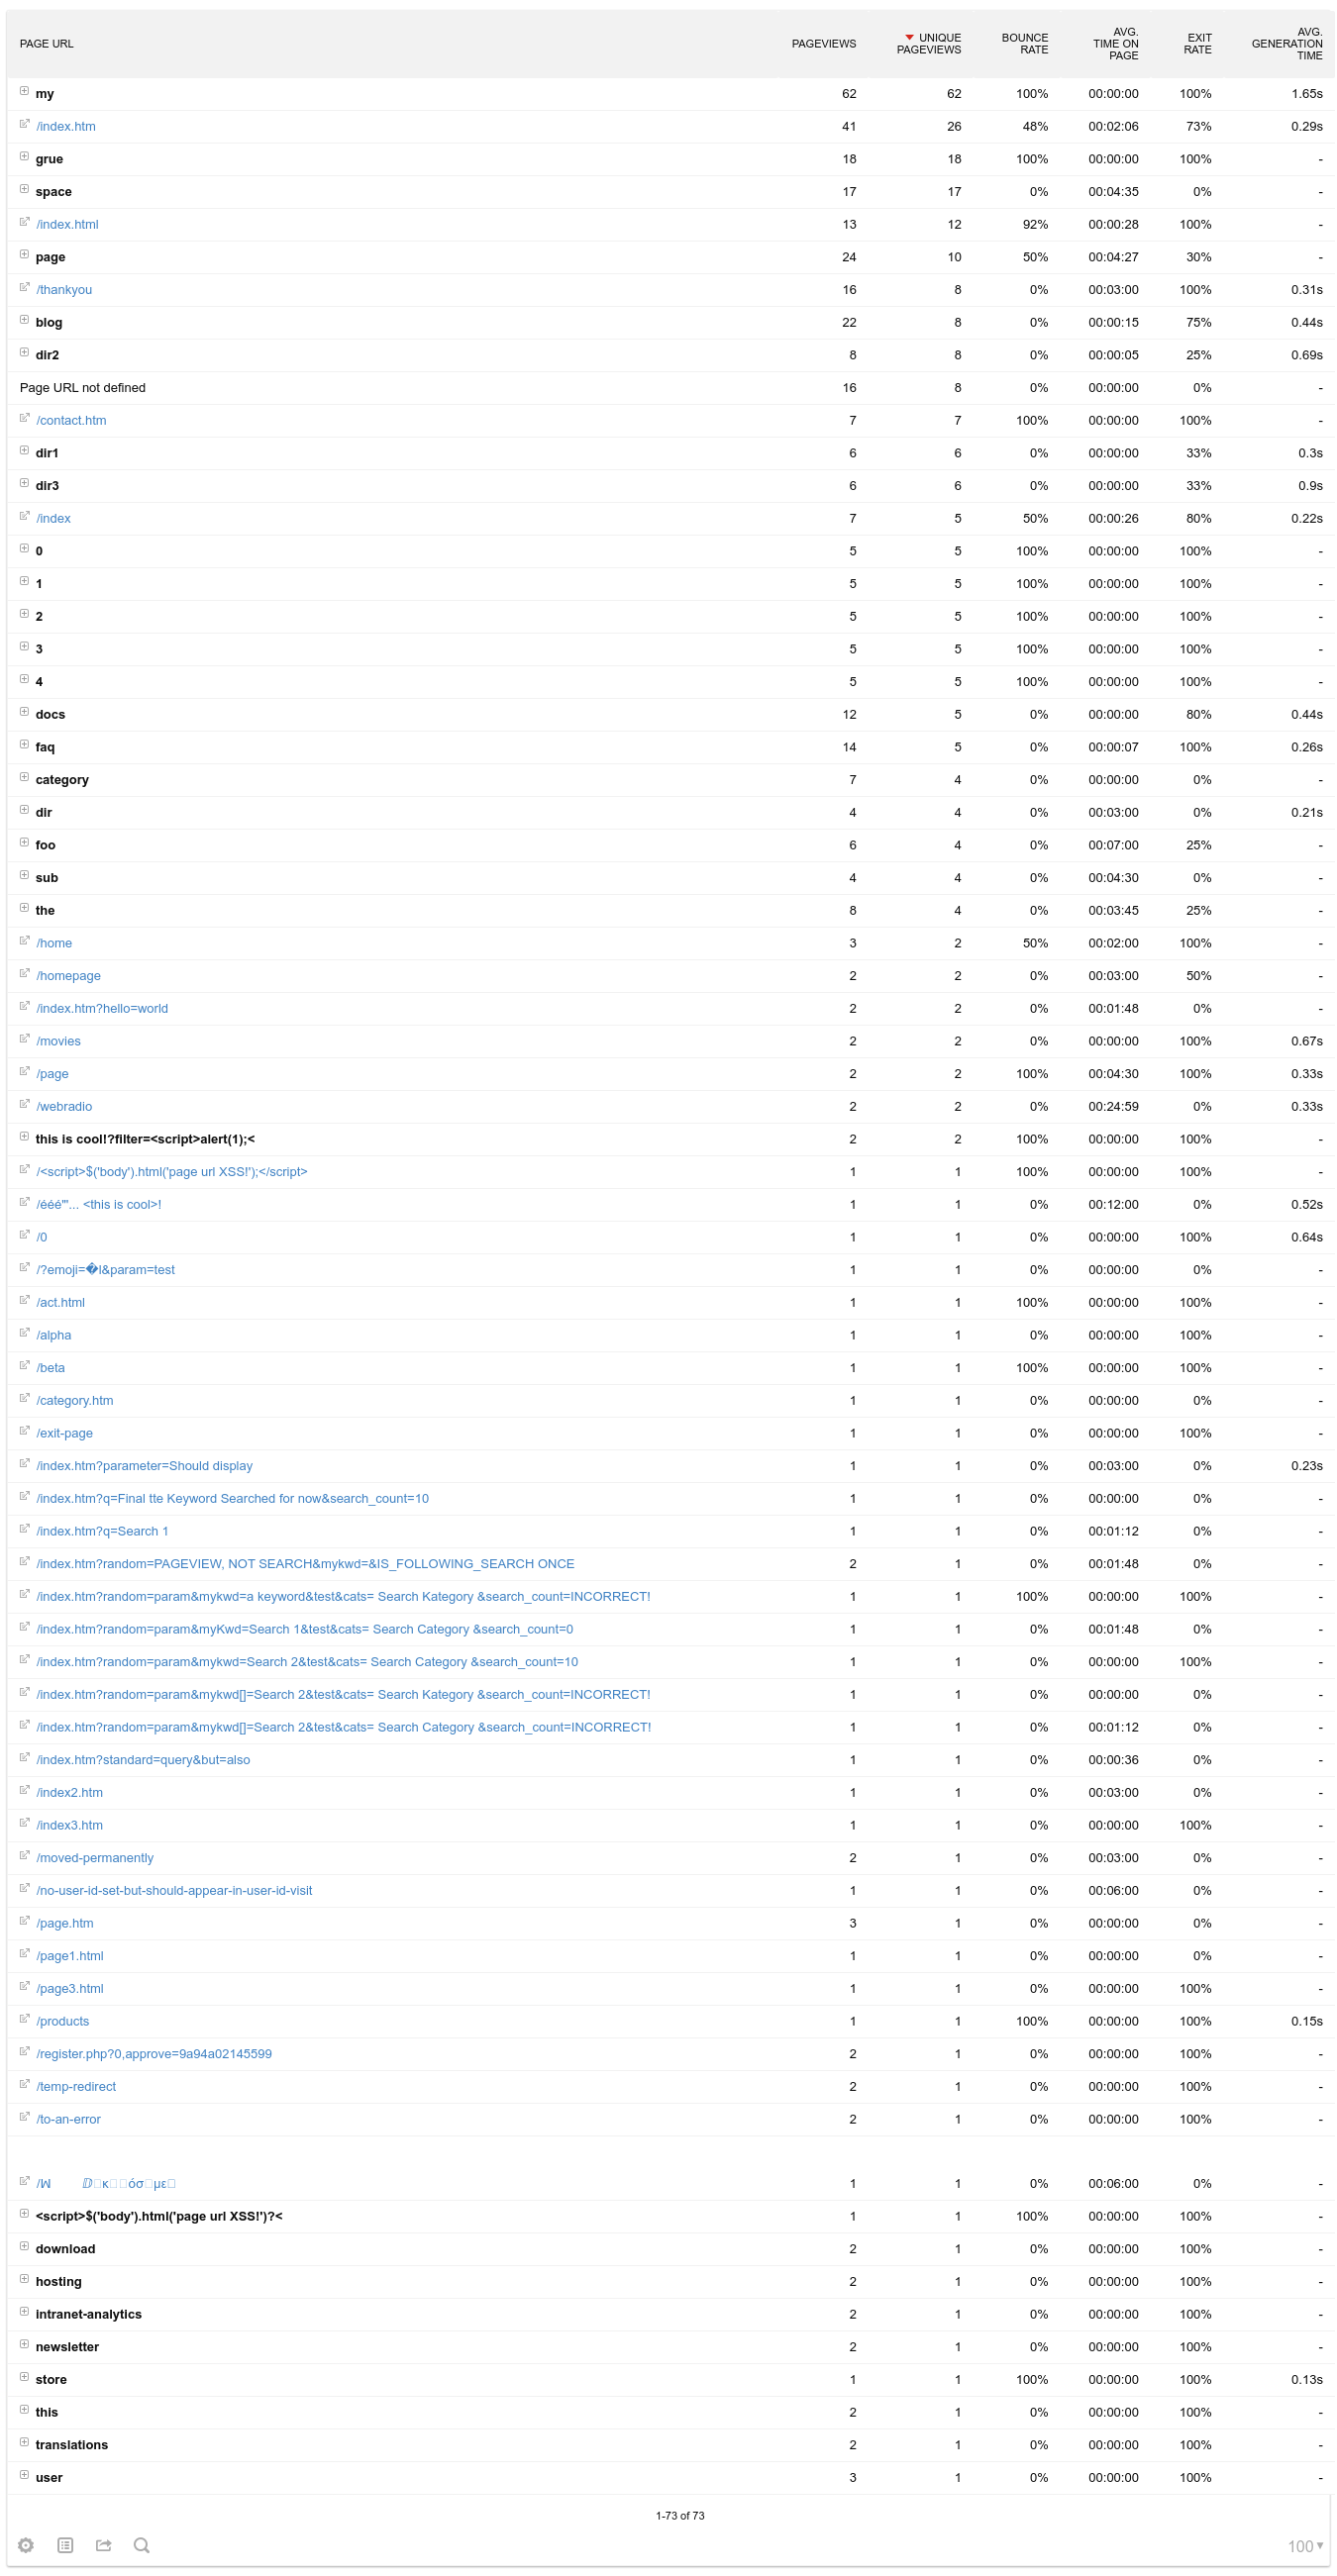 PAGE URL PAGEVIEWS UNIQUE PAGEVIEWS BOUNCE RATE AVG. TIME ON PAGE EXIT RATE AVG. GENERATION TIME
my 62 62 100% 00:00:00 100% 1.65s
/index.htm 41 26 48% 00:02:06 73% 0.29s
grue 18 18 100% 00:00:00 100% -
space 17 17 0% 00:04:35 0% -
/index.html 13 12 92% 00:00:28 100% -
page 24 10 50% 00:04:27 30% -
/thankyou 16 8 0% 00:03:00 100% 0.31s
blog 22 8 0% 00:00:15 75% 0.44s
dir2 8 8 0% 00:00:05 25% 0.69s
Page URL not defined 16 8 0% 00:00:00 0% -
/contact.htm 7 7 100% 00:00:00 100% -
dir1 6 6 0% 00:00:00 33% 0.3s
dir3 6 6 0% 00:00:00 33% 0.9s
/index 7 5 50% 00:00:26 80% 0.22s
0 5 5 100% 00:00:00 100% -
1 5 5 100% 00:00:00 100% -
2 5 5 100% 00:00:00 100% -
3 5 5 100% 00:00:00 100% -
4 5 5 100% 00:00:00 100% -
docs 12 5 0% 00:00:00 80% 0.44s
faq 14 5 0% 00:00:07 100% 0.26s
category 7 4 0% 00:00:00 0% -
dir 4 4 0% 00:03:00 0% 0.21s
foo 6 4 0% 00:07:00 25% -
sub 4 4 0% 00:04:30 0% -
the 8 4 0% 00:03:45 25% -
/home 3 2 50% 00:02:00 100% -
/homepage 2 2 0% 00:03:00 50% -
/index.htm?hello=world 2 2 0% 00:01:48 0% -
/movies 2 2 0% 00:00:00 100% 0.67s
/page 2 2 100% 00:04:30 100% 0.33s
/webradio 2 2 0% 00:24:59 0% 0.33s
this is cool!?filter=<script>alert(1);< 2 2 100% 00:00:00 100% -
/<script>$('body').html('page url XSS!');</script> 1 1 100% 00:00:00 100% -
/ééé"'... <this is cool>! 1 1 0% 00:12:00 0% 0.52s
/0 1 1 0% 00:00:00 100% 0.64s
/?emoji=�l&param=test 1 1 0% 00:00:00 0% -
/act.html 1 1 100% 00:00:00 100% -
/alpha 1 1 0% 00:00:00 100% -
/beta 1 1 100% 00:00:00 100% -
/category.htm 1 1 0% 00:00:00 0% -
/exit-page 1 1 0% 00:00:00 100% -
/index.htm?parameter=Should display 1 1 0% 00:03:00 0% 0.23s
/index.htm?q=Final tte Keyword Searched for now&search_count=10 1 1 0% 00:00:00 0% -
/index.htm?q=Search 1 1 1 0% 00:01:12 0% -
/index.htm?random=PAGEVIEW, NOT SEARCH&mykwd=&IS_FOLLOWING_SEARCH ONCE 2 1 0% 00:01:48 0% -
/index.htm?random=param&mykwd=a keyword&test&cats= Search Kategory &search_count=INCORRECT! 1 1 100% 00:00:00 100% -
/index.htm?random=param&myKwd=Search 1&test&cats= Search Category &search_count=0 1 1 0% 00:01:48 0% -
/index.htm?random=param&mykwd=Search 2&test&cats= Search Category &search_count=10 1 1 0% 00:00:00 100% -
/index.htm?random=param&mykwd[]=Search 2&test&cats= Search Kategory &search_count=INCORRECT! 1 1 0% 00:00:00 0% -
/index.htm?random=param&mykwd[]=Search 2&test&cats= Search Category &search_count=INCORRECT! 1 1 0% 00:01:12 0% -
/index.htm?standard=query&but=also 1 1 0% 00:00:36 0% -
/index2.htm 1 1 0% 00:03:00 0% -
/index3.htm 1 1 0% 00:00:00 100% -
/moved-permanently 2 1 0% 00:03:00 0% -
/no-user-id-set-but-should-appear-in-user-id-visit 1 1 0% 00:06:00 0% -
/page.htm 3 1 0% 00:00:00 0% -
/page1.html 1 1 0% 00:00:00 0% -
/page3.html 1 1 0% 00:00:00 100% -
/products 1 1 100% 00:00:00 100% 0.15s
/register.php?0,approve=9a94a02145599 2 1 0% 00:00:00 100% -
/temp-redirect 2 1 0% 00:00:00 100% -
/to-an-error 2 1 0% 00:00:00 100% -
1 1 0% 00:06:00 0% -
<script>$('body').html('page url XSS!')?< 1 1 100% 00:00:00 100% -
download 2 1 0% 00:00:00 100% -
hosting 2 1 0% 00:00:00 100% -
intranet-analytics 2 1 0% 00:00:00 100% -
newsletter 2 1 0% 00:00:00 100% -
store 1 1 100% 00:00:00 100% 0.13s
this 2 1 0% 00:00:00 100% -
translations 2 1 0% 00:00:00 100% -
user 3 1 0% 00:00:00 100% -
1-73 of 73
100